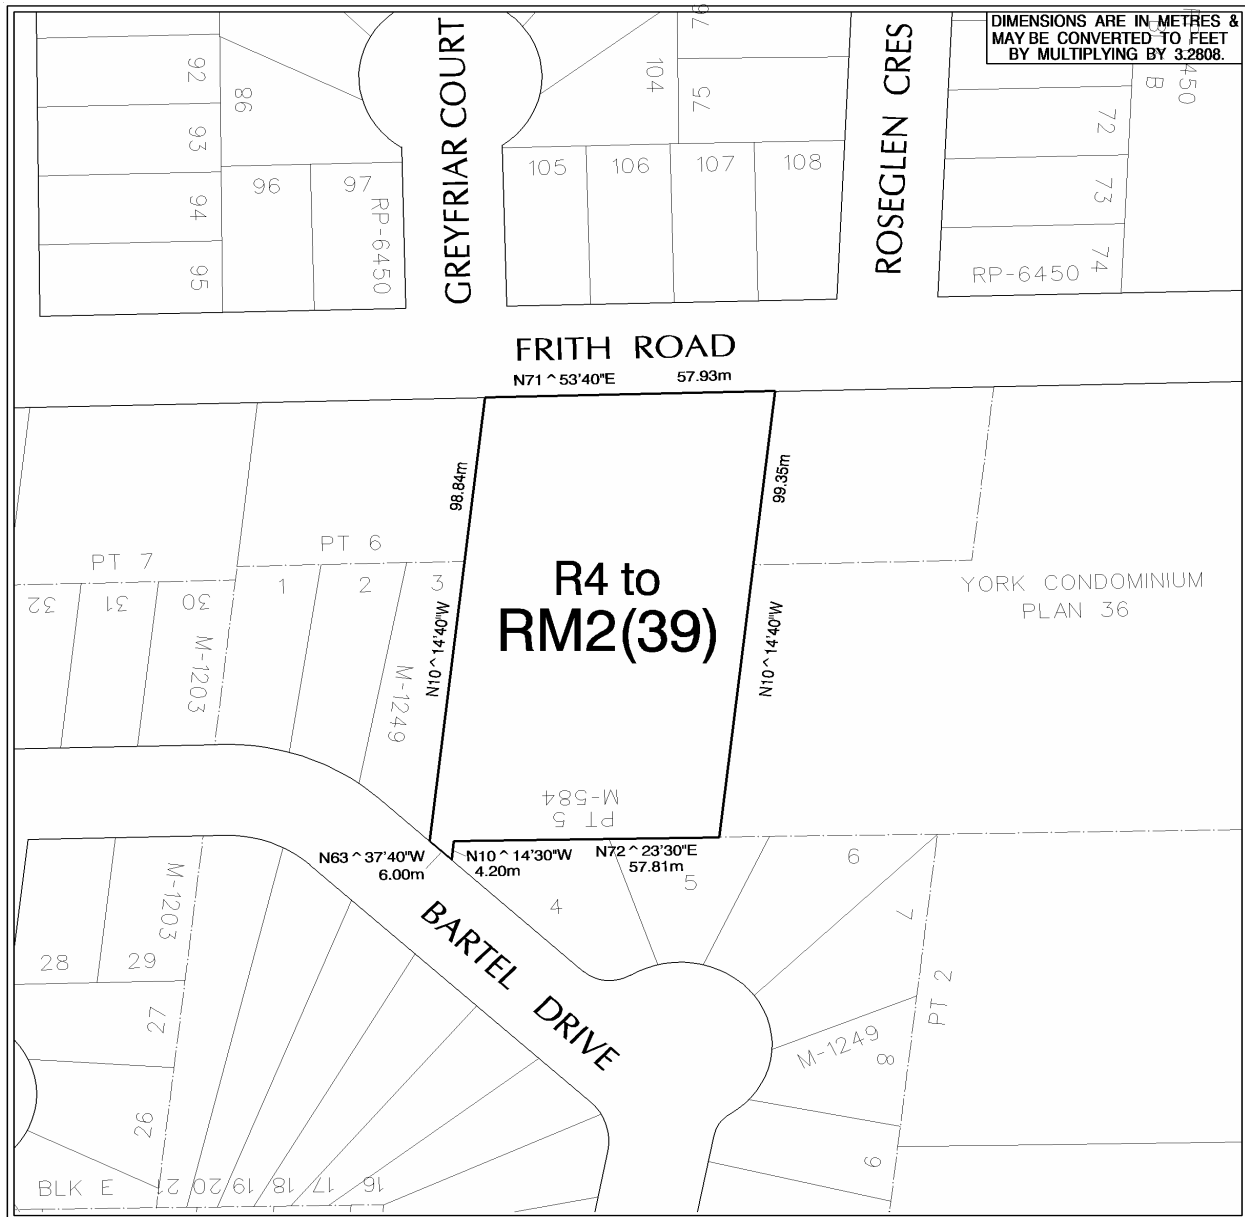 DIMENSIONS ARE IN METRES &
MAY BE CONVERTED TO FEET
BY MULTIPLYING BY 3.2808.
GREYFRIAR COURT
ROSEGLEN CRES
92
93
94
95
98
96
97
RP-6450
104
97
75
105
106
107
108
72
73
74
RP-6450
B
FRITH ROAD
N71^53'40"E 57.93m
98.84m
99.35m
PT 7
PT 6
32
31
30
1
2
3
R4 to
RM2(39)
YORK CONDOMINIUM
PLAN 36
N10^14'40"W
N10^14'40"W
M-1203
M-1249
PT 5
M-584
N63^37'40"W
6.00m
N10^14'30"W
4.20m
N72^23'30"E
57.81m
4
5
6
7
8
9
M-1249
PT 2
BARTEL DRIVE
M-1203
28
29
27
26
BLK E
21
20
19
18
17
16